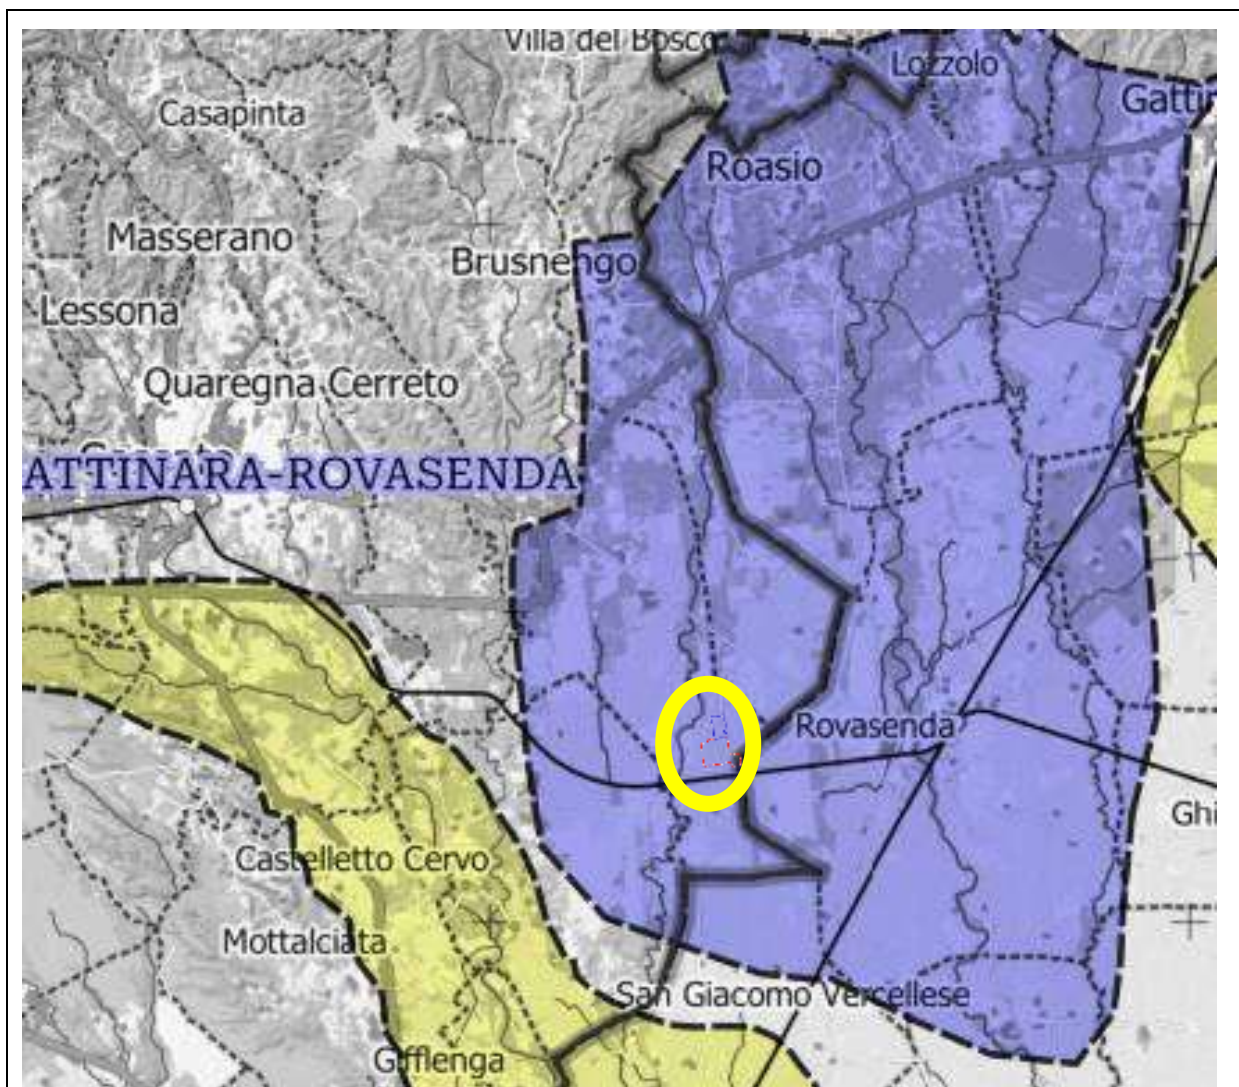 Villa del Bosco
Lozzolo
Casapinta
Gattin
Roasio
Masserano
Brusnengo
Lessona
Quaregna Cerreto
ATTINARA-ROVASENDA
Rovasenda
Ghi
Castelletto Cervo
Mottalciata
San Giacomo Vercellese
Gifflenga